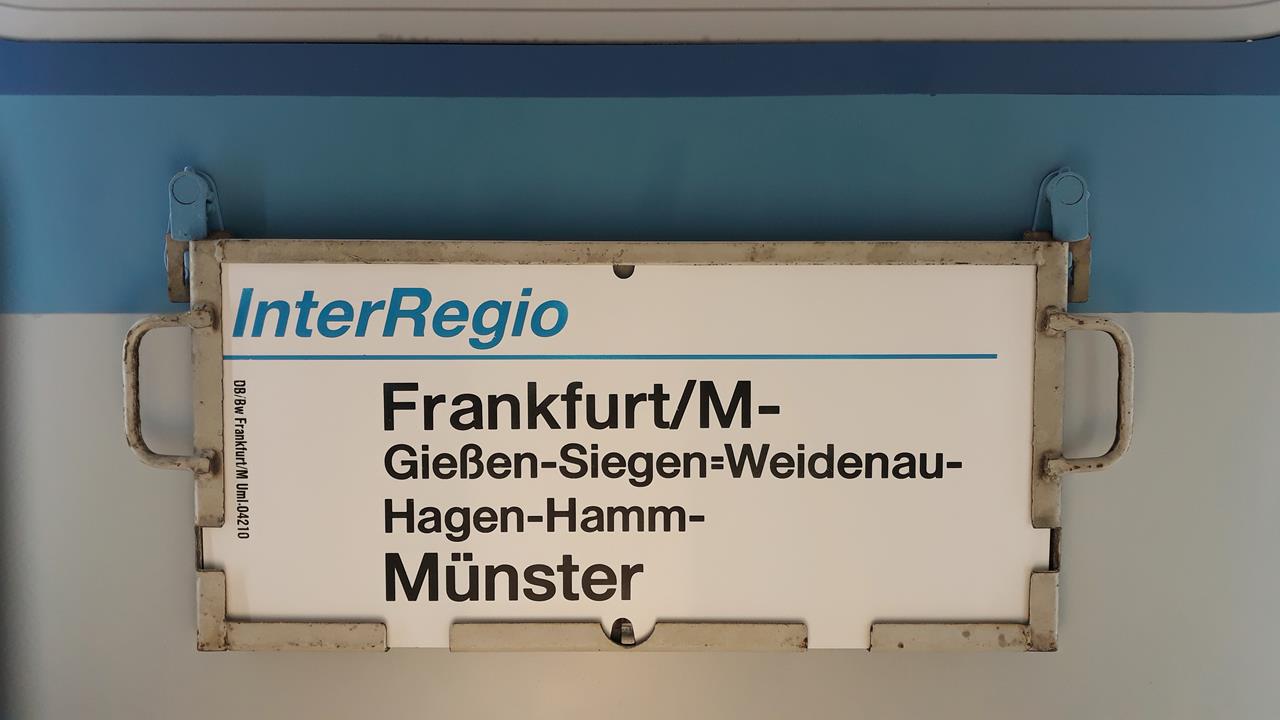 InterRegio
Frankfurt/M-
Gießen-Siegen=Weidenau-
Hagen-Hamm-
Münster
DB/Bw Frankfurt/M Uml.04210